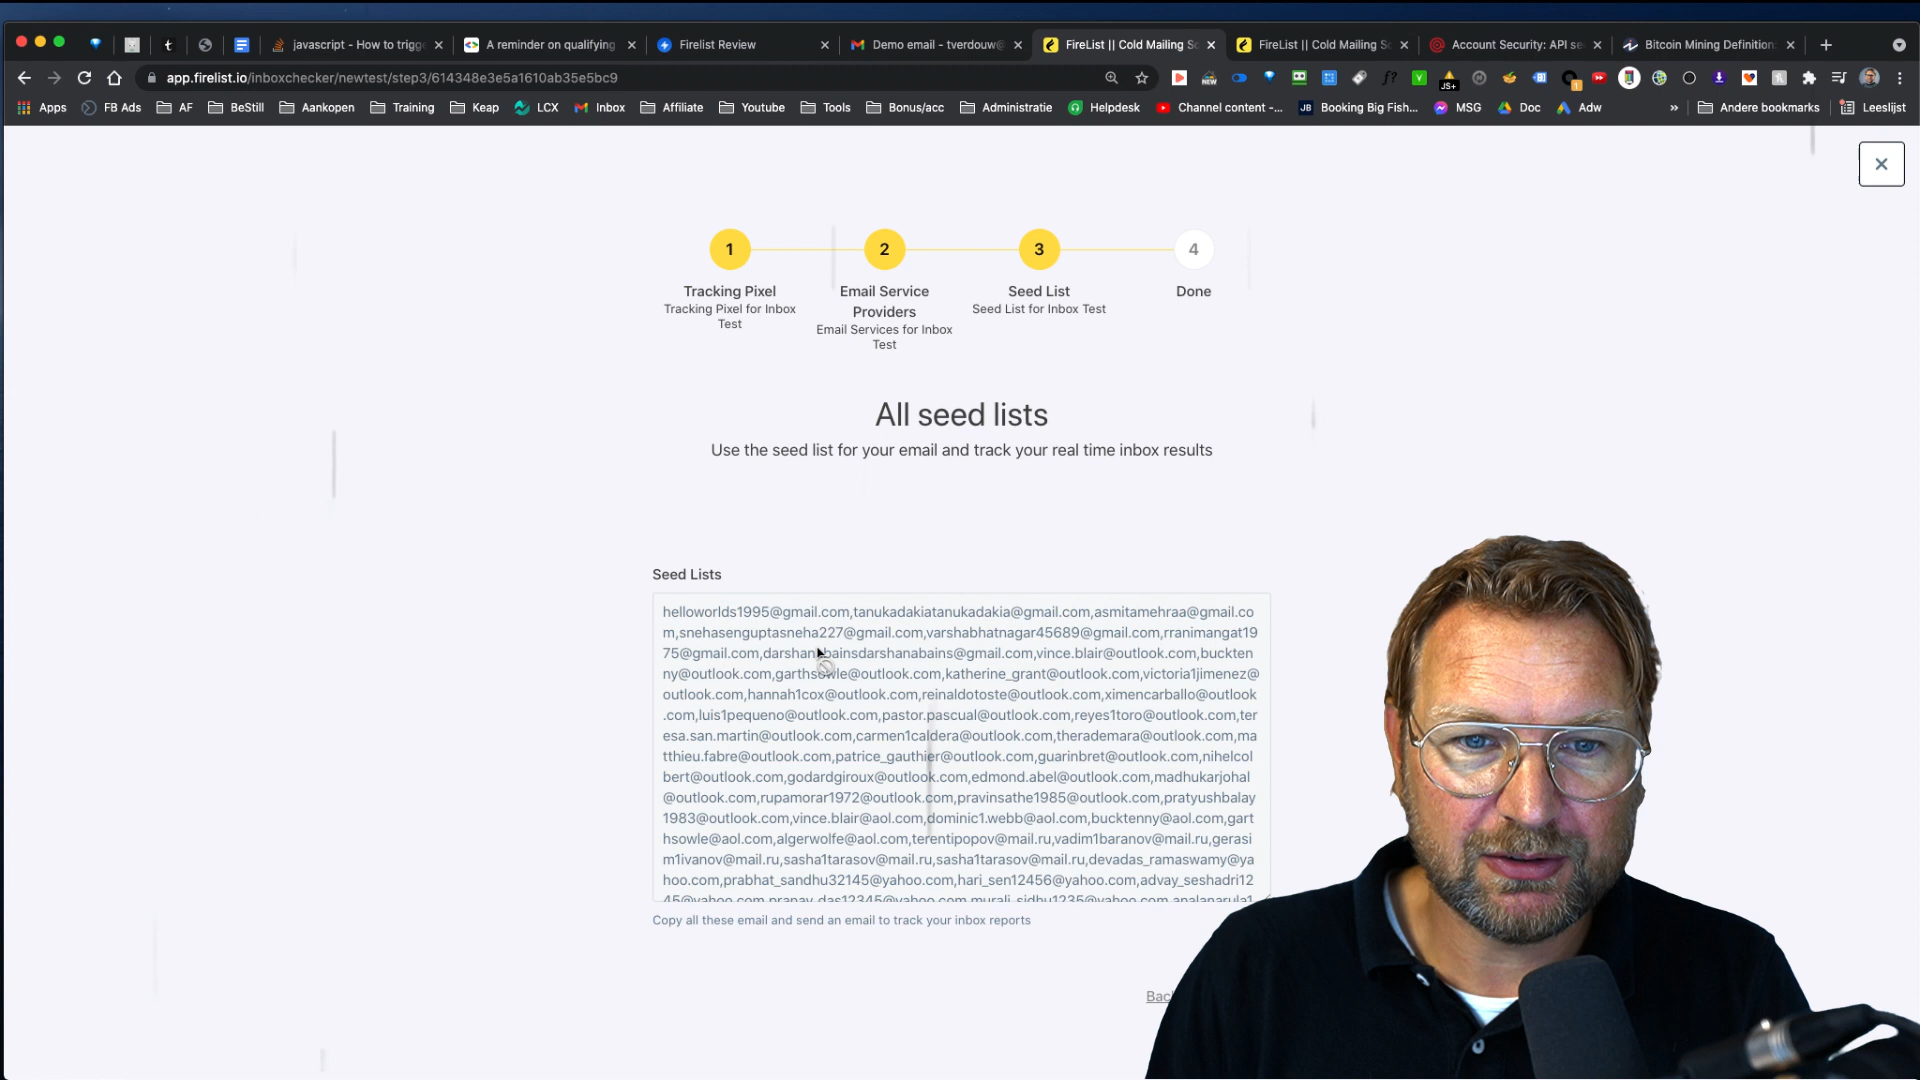 javascript - How to trigg
A reminder on qualifying
Firelist Review
Demo email - tverdouw@
FireList || Cold Mailing So
FireList || Cold Mailing So
Account Security: API se
Bitcoin Mining Definition
app.firelist.io/inboxchecker/newtest/step3/614348e3e5a1610ab35e5bc9
Apps
FB Ads
AF
BeStill
Aankopen
Training
Keap
LCX
Inbox
Affiliate
Youtube
Tools
Bonus/acc
Administratie
Helpdesk
Channel content -...
Booking Big Fish...
MSG
Doc
Adw
»
Andere bookmarks
Leeslijst
1
2
3
4
Tracking Pixel
Tracking Pixel for Inbox
Test
Email Service
Providers
Email Services for Inbox
Test
Seed List
Seed List for Inbox Test
Done
All seed lists
Use the seed list for your email and track your real time inbox results
Seed Lists
helloworlds1995@gmail.com,tanukadakiatanukadakia@gmail.com,asmitamehraa@gmail.co
m,snehasenguptasneha227@gmail.com,varshabhatnagar45689@gmail.com,rranimangat19
75@gmail.com,darshanabainsdarshanabains@gmail.com,vince.blair@outlook.com,buckten
ny@outlook.com,garthsowle@outlook.com,katherine_grant@outlook.com,victoria1jimenez@
outlook.com,hannah1cox@outlook.com,reinaldotoste@outlook.com,ximencarballo@outlook
.com,luis1pequeno@outlook.com,pastor.pascual@outlook.com,reyes1toro@outlook.com,ter
esa.san.martin@outlook.com,carmen1caldera@outlook.com,therademara@outlook.com,ma
tthieu.fabre@outlook.com,patrice_gauthier@outlook.com,guarinbret@outlook.com,nihelcol
bert@outlook.com,godardgiroux@outlook.com,edmond.abel@outlook.com,madhukarjohal
@outlook.com,rupamorar1972@outlook.com,pravinsathe1985@outlook.com,pratyushbalay
1983@outlook.com,vince.blair@aol.com,dominic1.webb@aol.com,bucktenny@aol.com,gart
hsowle@aol.com,algerwolfe@aol.com,terentipopov@mail.ru,vadim1baranov@mail.ru,gerasi
m1ivanov@mail.ru,sasha1tarasov@mail.ru,sasha1tarasov@mail.ru,devadas_ramaswamy@ya
hoo.com,prabhat_sandhu32145@yahoo.com,hari_sen12456@yahoo.com,advay_seshadri12
45@yahoo.com,pranay_das12345@yahoo.com,murali_sidhu1235@yahoo.com,analanarula1
Copy all these email and send an email to track your inbox reports
Bac